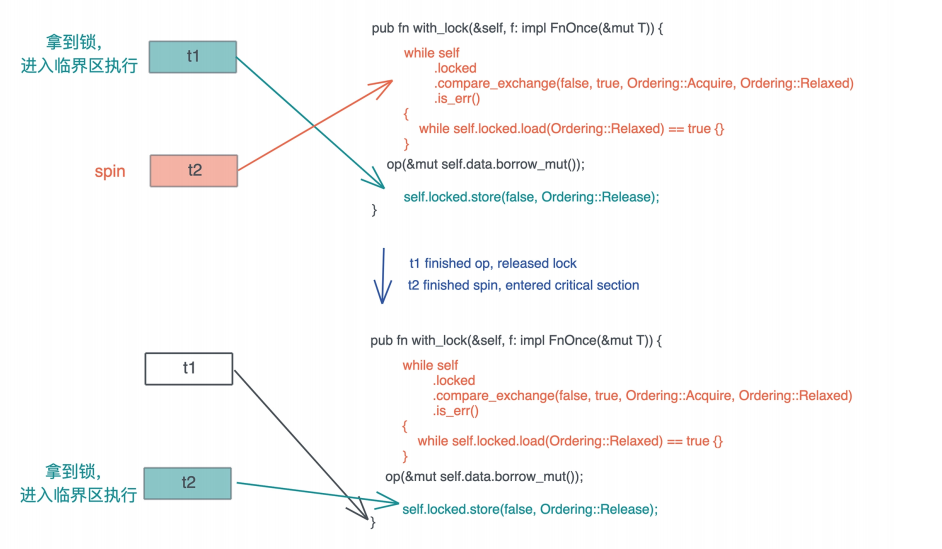 pub fn with_lock(&self, f: impl FnOnce(&mut T)) {
拿到锁,
进入临界区执行
t1
while self
.locked
.compare_exchange(false, true, Ordering::Acquire, Ordering::Relaxed)
.is_err()
{
while self.locked.load(Ordering::Relaxed) == true {}
}
spin
t2
op(&mut self.data.borrow_mut());
self.locked.store(false, Ordering::Release);
}
t1 finished op, released lock
t2 finished spin, entered critical section
pub fn with_lock(&self, f: impl FnOnce(&mut T)) {
t1
while self
.locked
.compare_exchange(false, true, Ordering::Acquire, Ordering::Relaxed)
.is_err()
{
while self.locked.load(Ordering::Relaxed) == true {}
}
拿到锁,
进入临界区执行
t2
op(&mut self.data.borrow_mut());
self.locked.store(false, Ordering::Release);
}